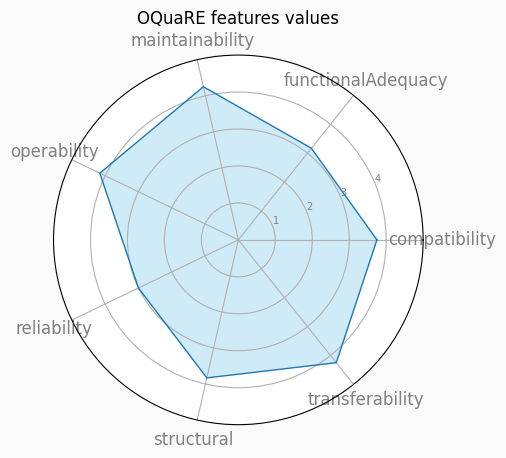 OQuaRE features values
maintainability
functionalAdequacy
operability
4
3
2
1
compatibility
reliability
transferability
structural